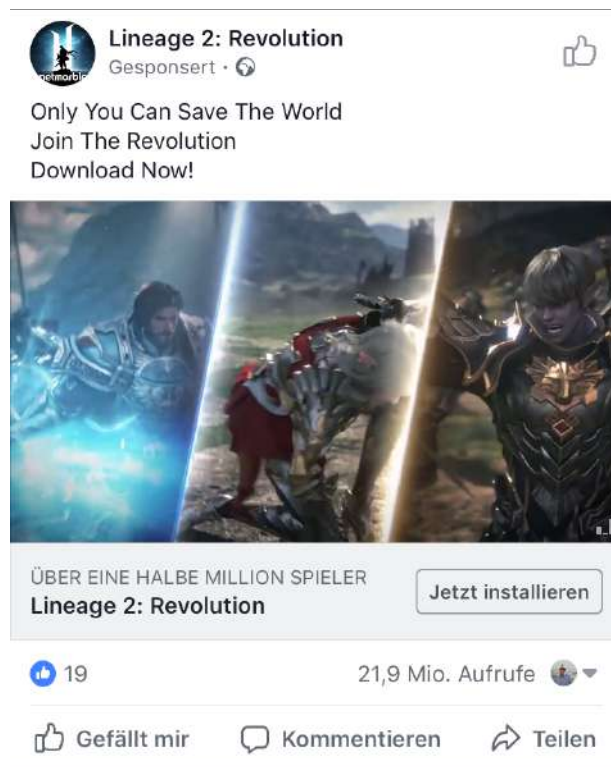 Lineage 2: Revolution
netmarble
Gesponsert ·
Only You Can Save The World
Join The Revolution
Download Now!
ÜBER EINE HALBE MILLION SPIELER
Lineage 2: Revolution
Jetzt installieren
19
21,9 Mio. Aufrufe
Gefällt mir
Kommentieren
Teilen